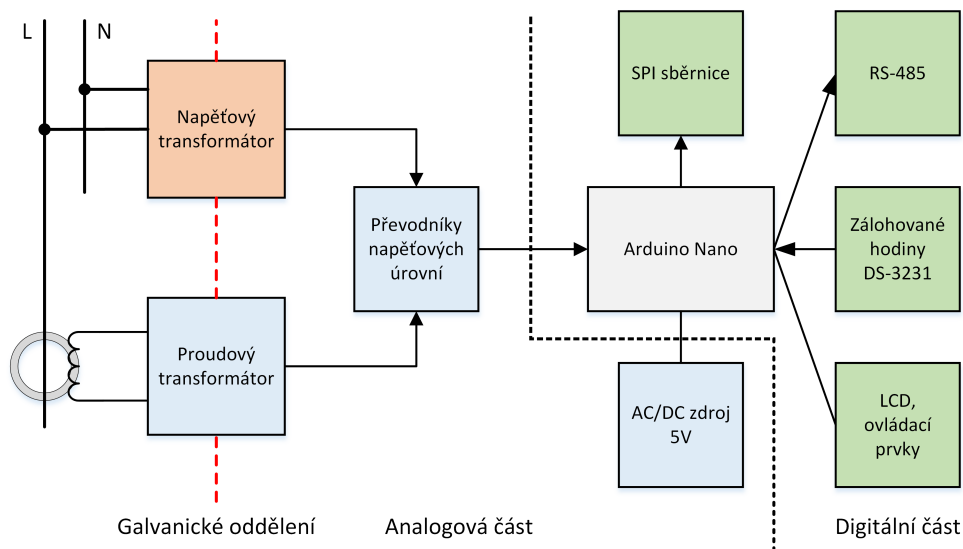 L
N
Napěťový
transformátor
SPI sběrnice
RS-485
Převodníky
napěťových
úrovní
Arduino Nano
Zálohované
hodiny
DS-3231
Proudový
transformátor
AC/DC zdroj
5V
LCD,
ovládací
prvky
Galvanické oddělení
Analogová část
Digitální část